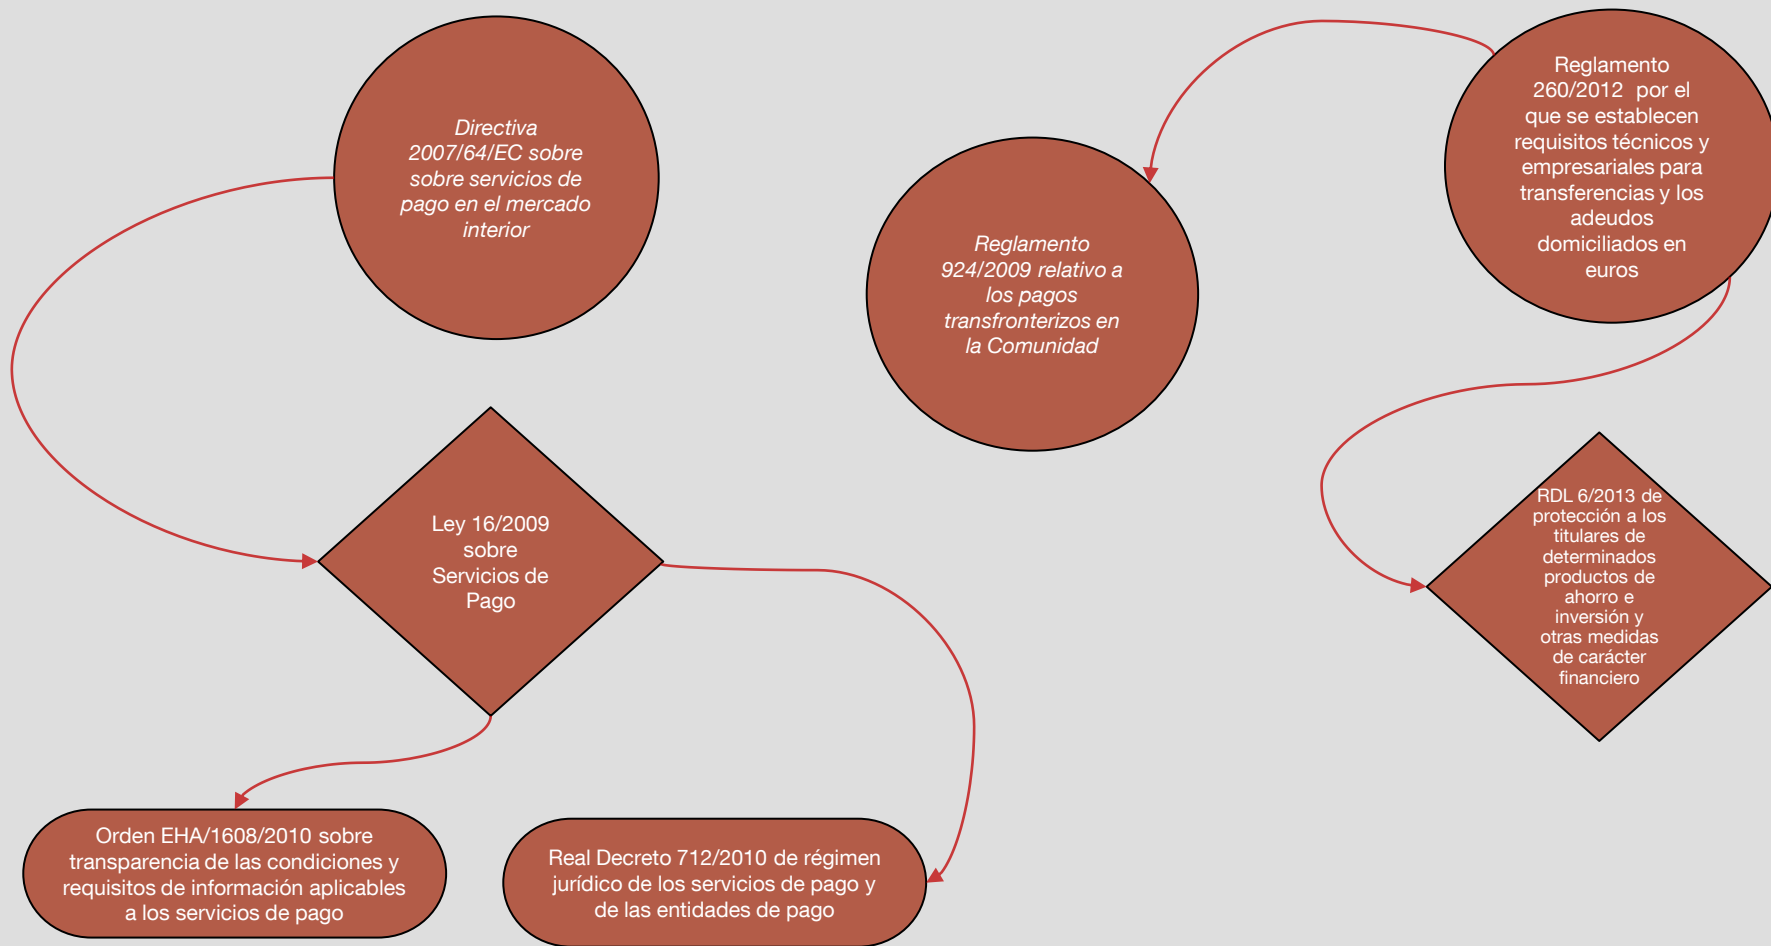 Directiva
2007/64/EC sobre
sobre servicios de
pago en el mercado
interior
Reglamento
924/2009 relativo a
los pagos
transfronterizos en
la Comunidad
Reglamento
260/2012 por el
que se establecen
requisitos técnicos y
empresariales para
transferencias y los
adeudos
domiciliados en
euros
Ley 16/2009
sobre
Servicios de
Pago
RDL 6/2013 de
protección a los
titulares de
determinados
productos de
ahorro e
inversión y
otras medidas
de carácter
financiero
Orden EHA/1608/2010 sobre
transparencia de las condiciones y
requisitos de información aplicables
a los servicios de pago
Real Decreto 712/2010 de régimen
jurídico de los servicios de pago y
de las entidades de pago